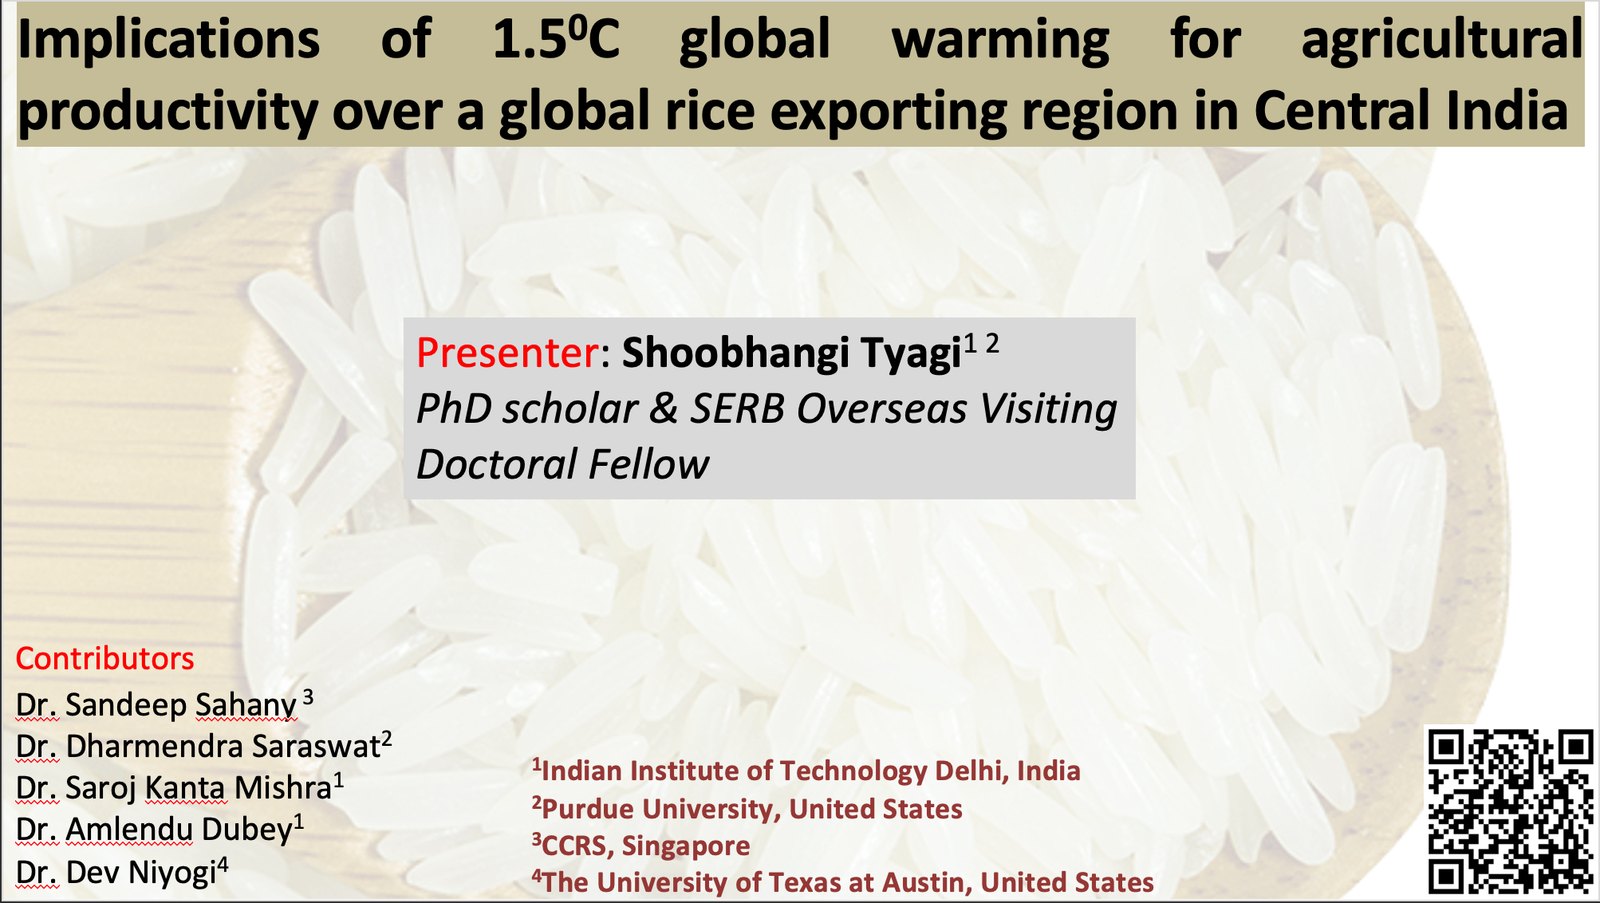 Implications of 1.5⁰C global warming for agricultural
productivity over a global rice exporting region in Central India
Presenter: Shoobhangi Tyagi¹ ²
PhD scholar & SERB Overseas Visiting
Doctoral Fellow
Contributors
Dr. Sandeep Sahany ³
Dr. Dharmendra Saraswat²
Dr. Saroj Kanta Mishra¹
Dr. Amlendu Dubey¹
Dr. Dev Niyogi⁴
¹Indian Institute of Technology Delhi, India
²Purdue University, United States
³CCRS, Singapore
⁴The University of Texas at Austin, United States